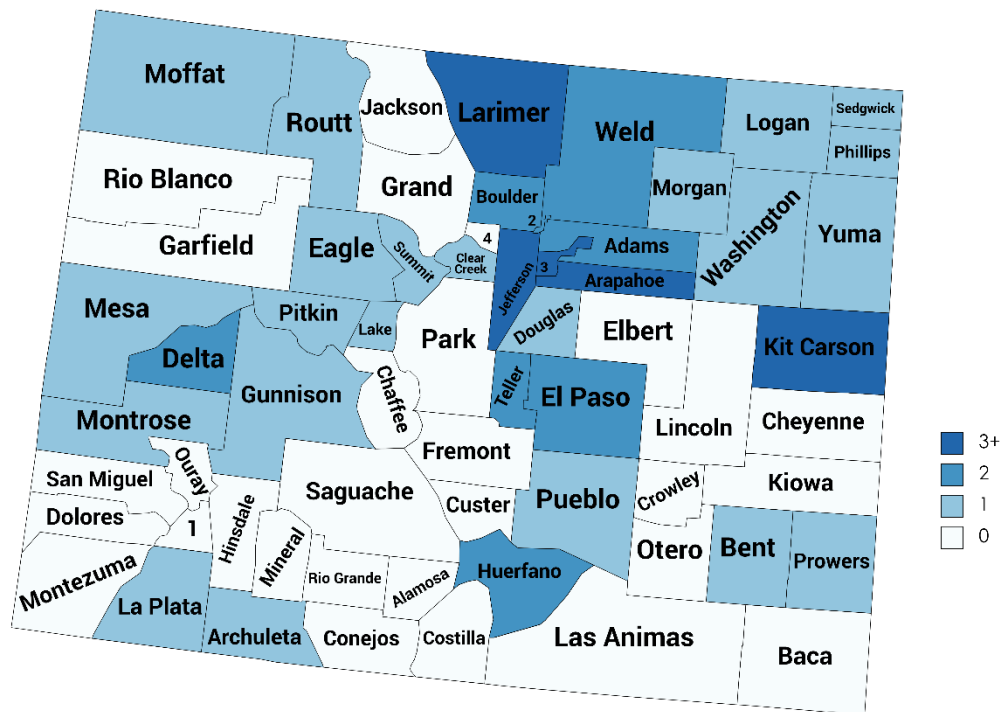 Moffat
Routt
Jackson
Larimer
Weld
Logan
Sedgwick
Phillips
Rio Blanco
Grand
Boulder
2
Morgan
Garfield
Eagle
Summit
4
Clear
Creek
Jefferson
3
Adams
Arapahoe
Washington
Yuma
Mesa
Pitkin
Lake
Park
Douglas
Elbert
Kit Carson
Delta
Gunnison
Chaffee
Teller
El Paso
Lincoln
Cheyenne
Montrose
Ouray
Fremont
San Miguel
Saguache
Custer
Pueblo
Crowley
Kiowa
Dolores
1
Hinsdale
Mineral
Otero
Bent
Prowers
Montezuma
Rio Grande
Alamosa
Huerfano
La Plata
Archuleta
Conejos
Costilla
Las Animas
Baca
3+
2
1
0